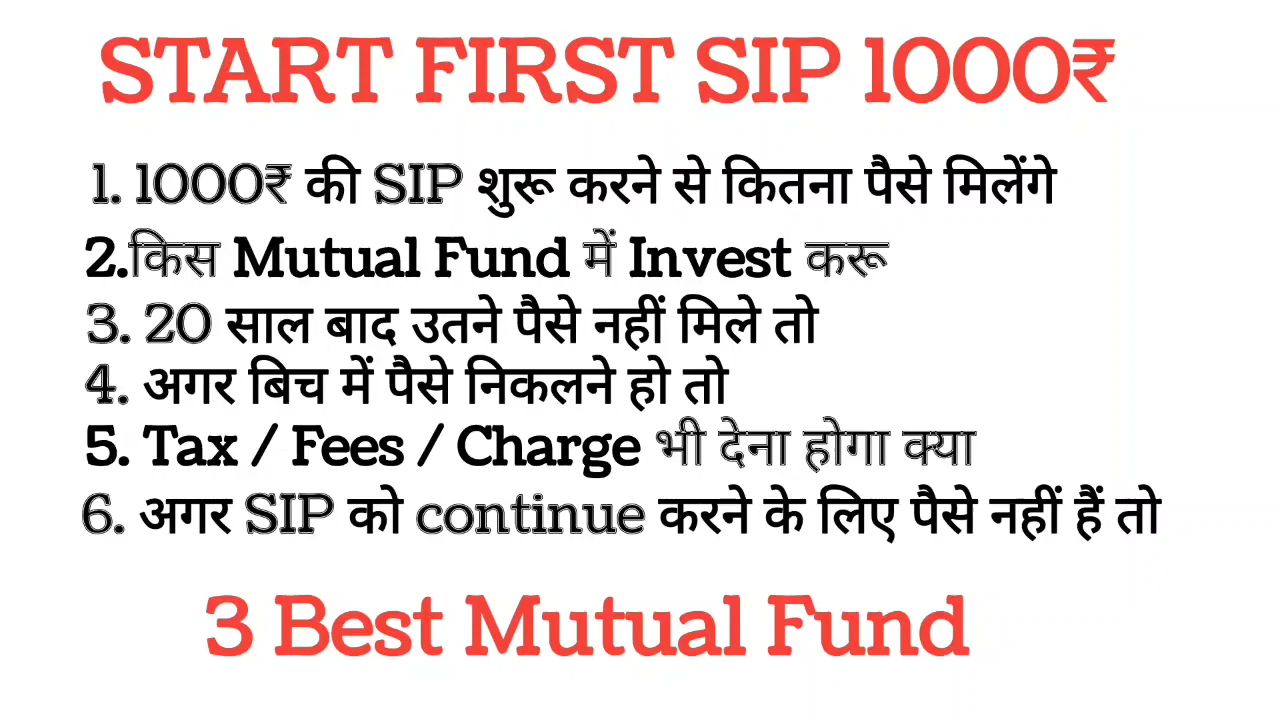 START FIRST SIP 1000₹
1. 1000₹ की SIP शुरू करने से कितना पैसे मिलेंगे
2.किस Mutual Fund में Invest करू
3. 20 साल बाद उतने पैसे नहीं मिले तो
4. अगर बिच में पैसे निकलने हो तो
5. Tax / Fees / Charge भी देना होगा क्या
6. अगर SIP को continue करने के लिए पैसे नहीं हैं तो
3 Best Mutual Fund